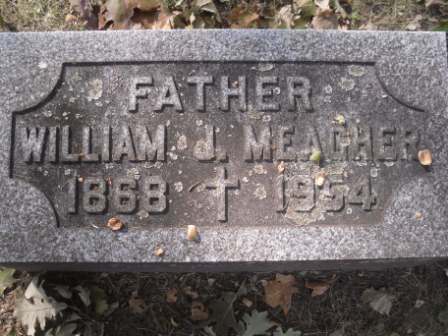 FATHER
WILLIAM J. MEAGHER
1868 † 1954